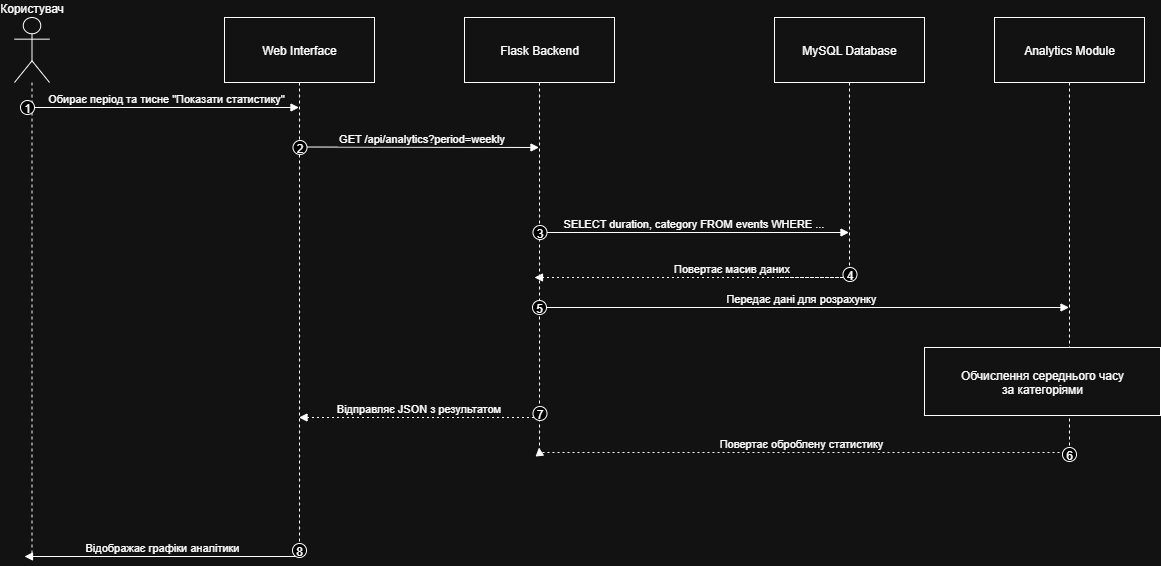 Користувач
Web Interface
Flask Backend
MySQL Database
Analytics Module
1
Обирає період та тисне "Показати статистику"
2
GET /api/analytics?period=weekly
3
SELECT duration, category FROM events WHERE ...
Повертає масив даних
4
5
Передає дані для розрахунку
Обчислення середнього часу
за категоріями
Відправляє JSON з результатом
7
Повертає оброблену статистику
6
Відображає графіки аналітики
8